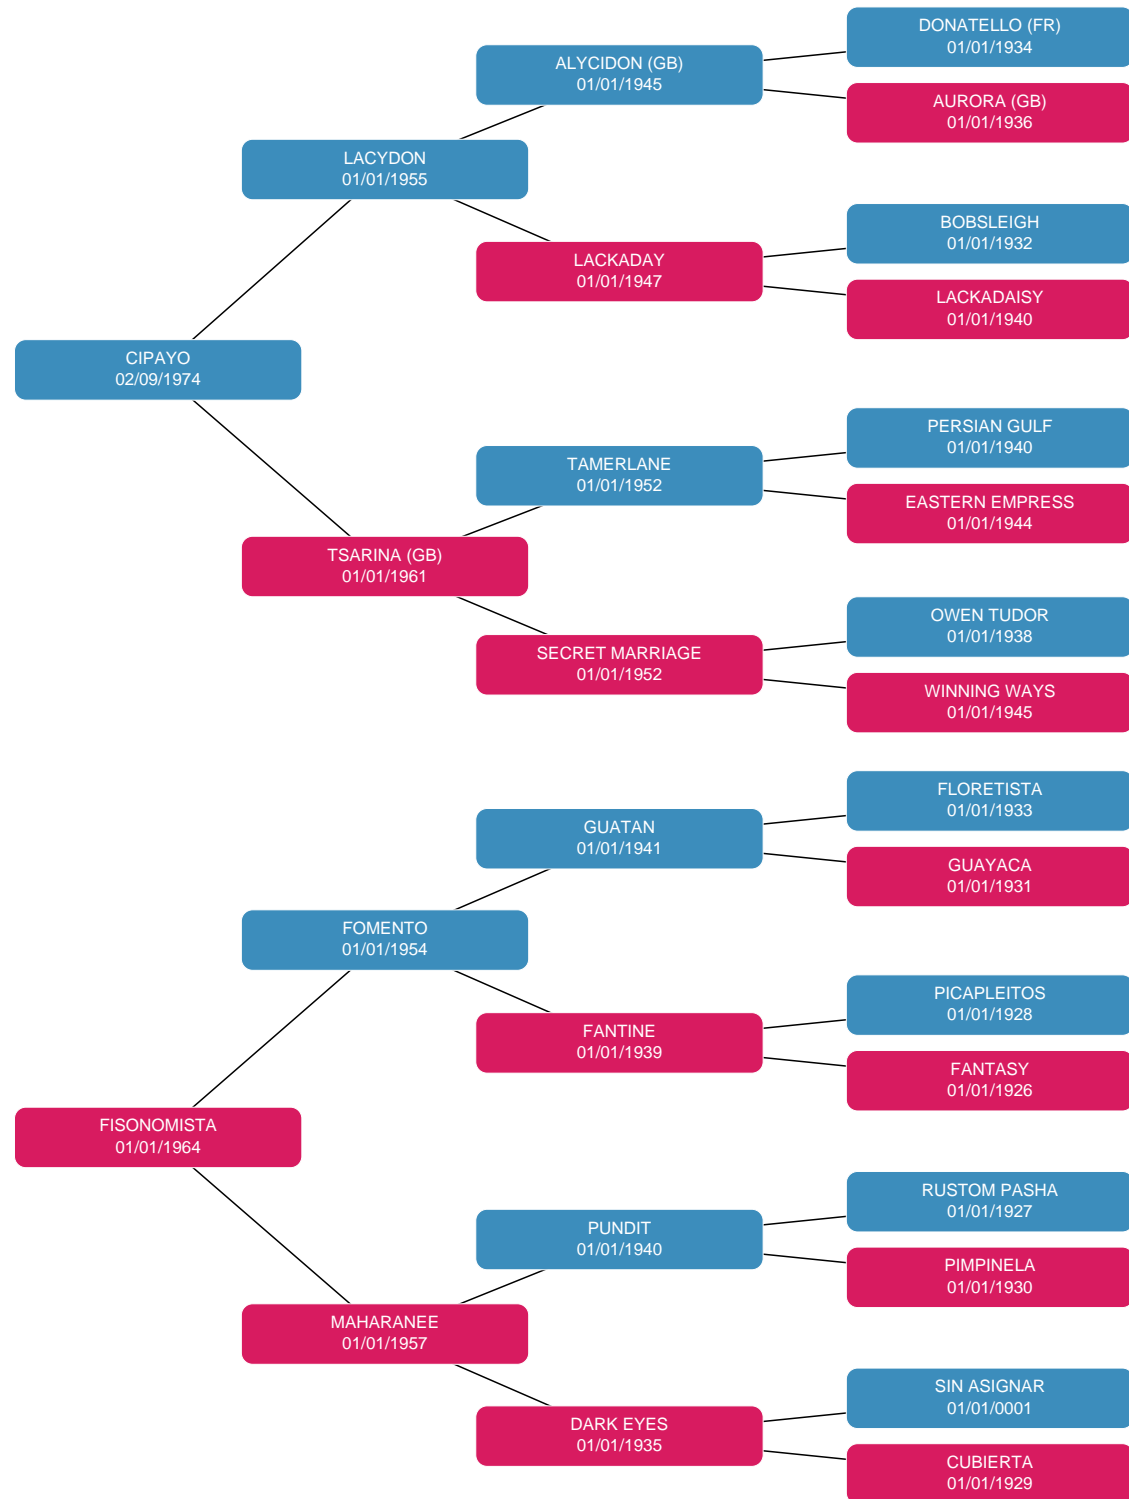 DONATELLO (FR)
01/01/1934
ALYCIDON (GB)
01/01/1945
AURORA (GB)
01/01/1936
LACYDON
01/01/1955
BOBSLEIGH
01/01/1932
LACKADAY
01/01/1947
LACKADAISY
01/01/1940
CIPAYO
02/09/1974
PERSIAN GULF
01/01/1940
TAMERLANE
01/01/1952
EASTERN EMPRESS
01/01/1944
TSARINA (GB)
01/01/1961
OWEN TUDOR
01/01/1938
SECRET MARRIAGE
01/01/1952
WINNING WAYS
01/01/1945
FLORETISTA
01/01/1933
GUATAN
01/01/1941
GUAYACA
01/01/1931
FOMENTO
01/01/1954
PICAPLEITOS
01/01/1928
FANTINE
01/01/1939
FANTASY
01/01/1926
FISONOMISTA
01/01/1964
RUSTOM PASHA
01/01/1927
PUNDIT
01/01/1940
PIMPINELA
01/01/1930
MAHARANEE
01/01/1957
SIN ASIGNAR
01/01/0001
DARK EYES
01/01/1935
CUBIERTA
01/01/1929